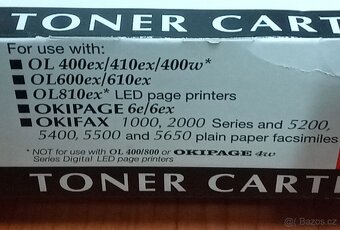 TONER CART
For use with:
■ OL 400ex/410ex/400w*
■ OL600ex/610ex
■ OL810ex* LED page printers
■ OKIPAGE 6e/6ex
■ OKIFAX 1000, 2000 Series and 5200,
5400, 5500 and 5650 plain paper facsimiles
*NOT for use with OL 400/800 or OKIPAGE 4w
Series Digital LED page printers
TONER CART
© Bazos.cz